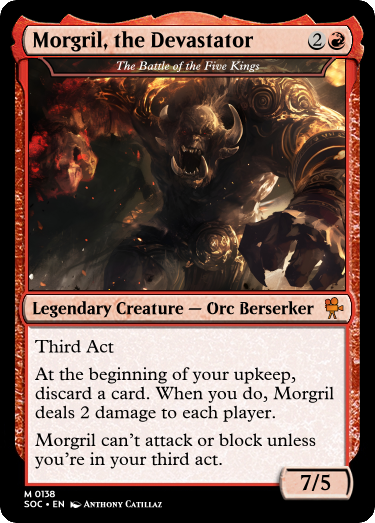 Morgril, the Devastator 2
The Battle of the Five Kings
Legendary Creature — Orc Berserker
Third Act
At the beginning of your upkeep,
discard a card. When you do, Morgril
deals 2 damage to each player.
Morgril can't attack or block unless
you're in your third act.
7/5
M 0138
SOC • EN Anthony Catillaz